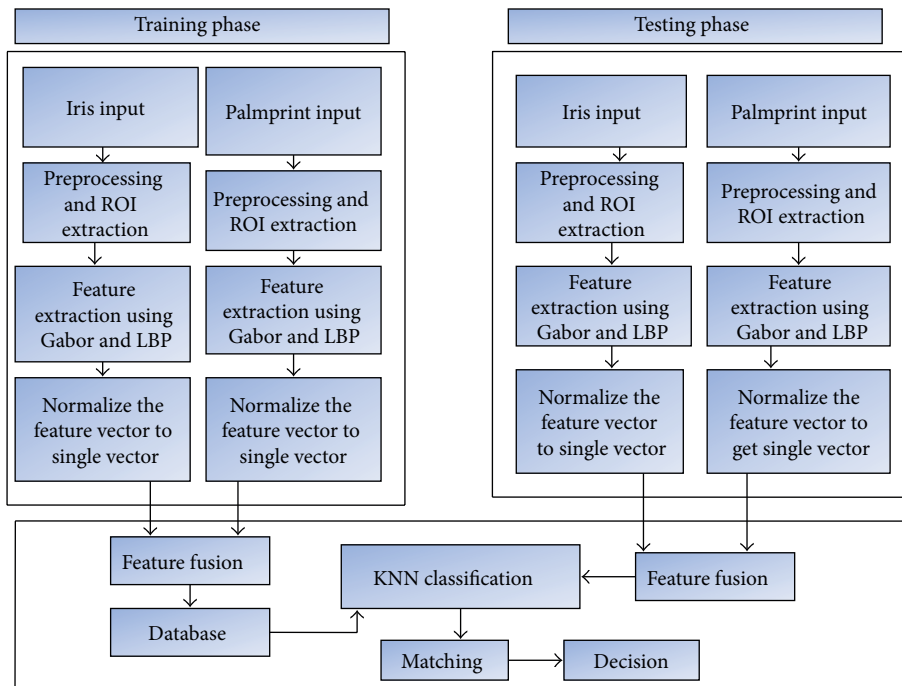 Training phase
Iris input
Preprocessing
and ROI
extraction
Feature
extraction using
Gabor and LBP
Normalize the
feature vector to
single vector
Palmprint input
Preprocessing and
ROI extraction
Feature
extraction using
Gabor and LBP
Normalize the
feature vector to
single vector
Testing phase
Iris input
Preprocessing
and ROI
extraction
Feature
extraction using
Gabor and LBP
Normalize the
feature vector
to single vector
Palmprint input
Preprocessing and
ROI extraction
Feature
extraction using
Gabor and LBP
Normalize the
feature vector to
get single vector
Feature fusion
Database
KNN classification
Feature fusion
Matching
Decision